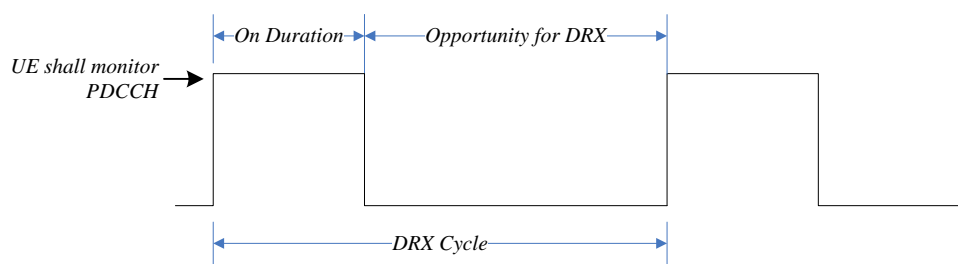 On Duration
Opportunity for DRX
UE shall monitor
PDCCH
DRX Cycle